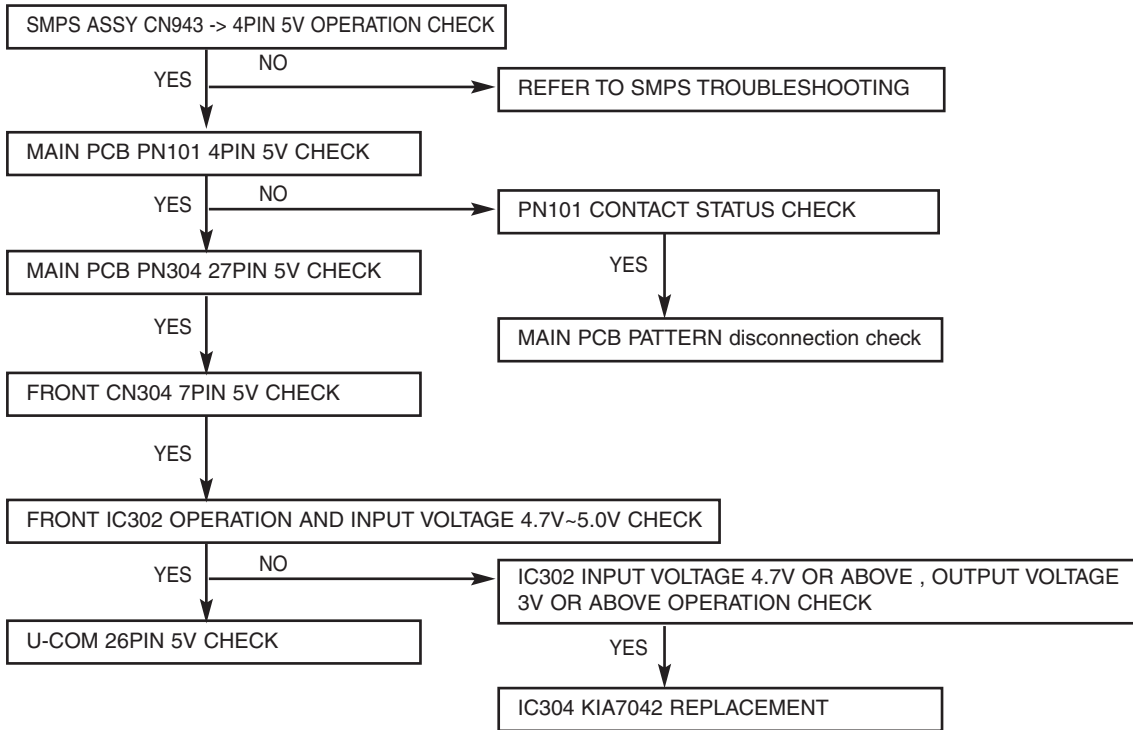 SMPS ASSY CN943 -> 4PIN 5V OPERATION CHECK
YES
NO
REFER TO SMPS TROUBLESHOOTING
MAIN PCB PN101 4PIN 5V CHECK
YES
NO
PN101 CONTACT STATUS CHECK
YES
MAIN PCB PATTERN disconnection check
MAIN PCB PN304 27PIN 5V CHECK
YES
FRONT CN304 7PIN 5V CHECK
YES
FRONT IC302 OPERATION AND INPUT VOLTAGE 4.7V~5.0V CHECK
YES
NO
IC302 INPUT VOLTAGE 4.7V OR ABOVE , OUTPUT VOLTAGE
3V OR ABOVE OPERATION CHECK
YES
IC304 KIA7042 REPLACEMENT
U-COM 26PIN 5V CHECK